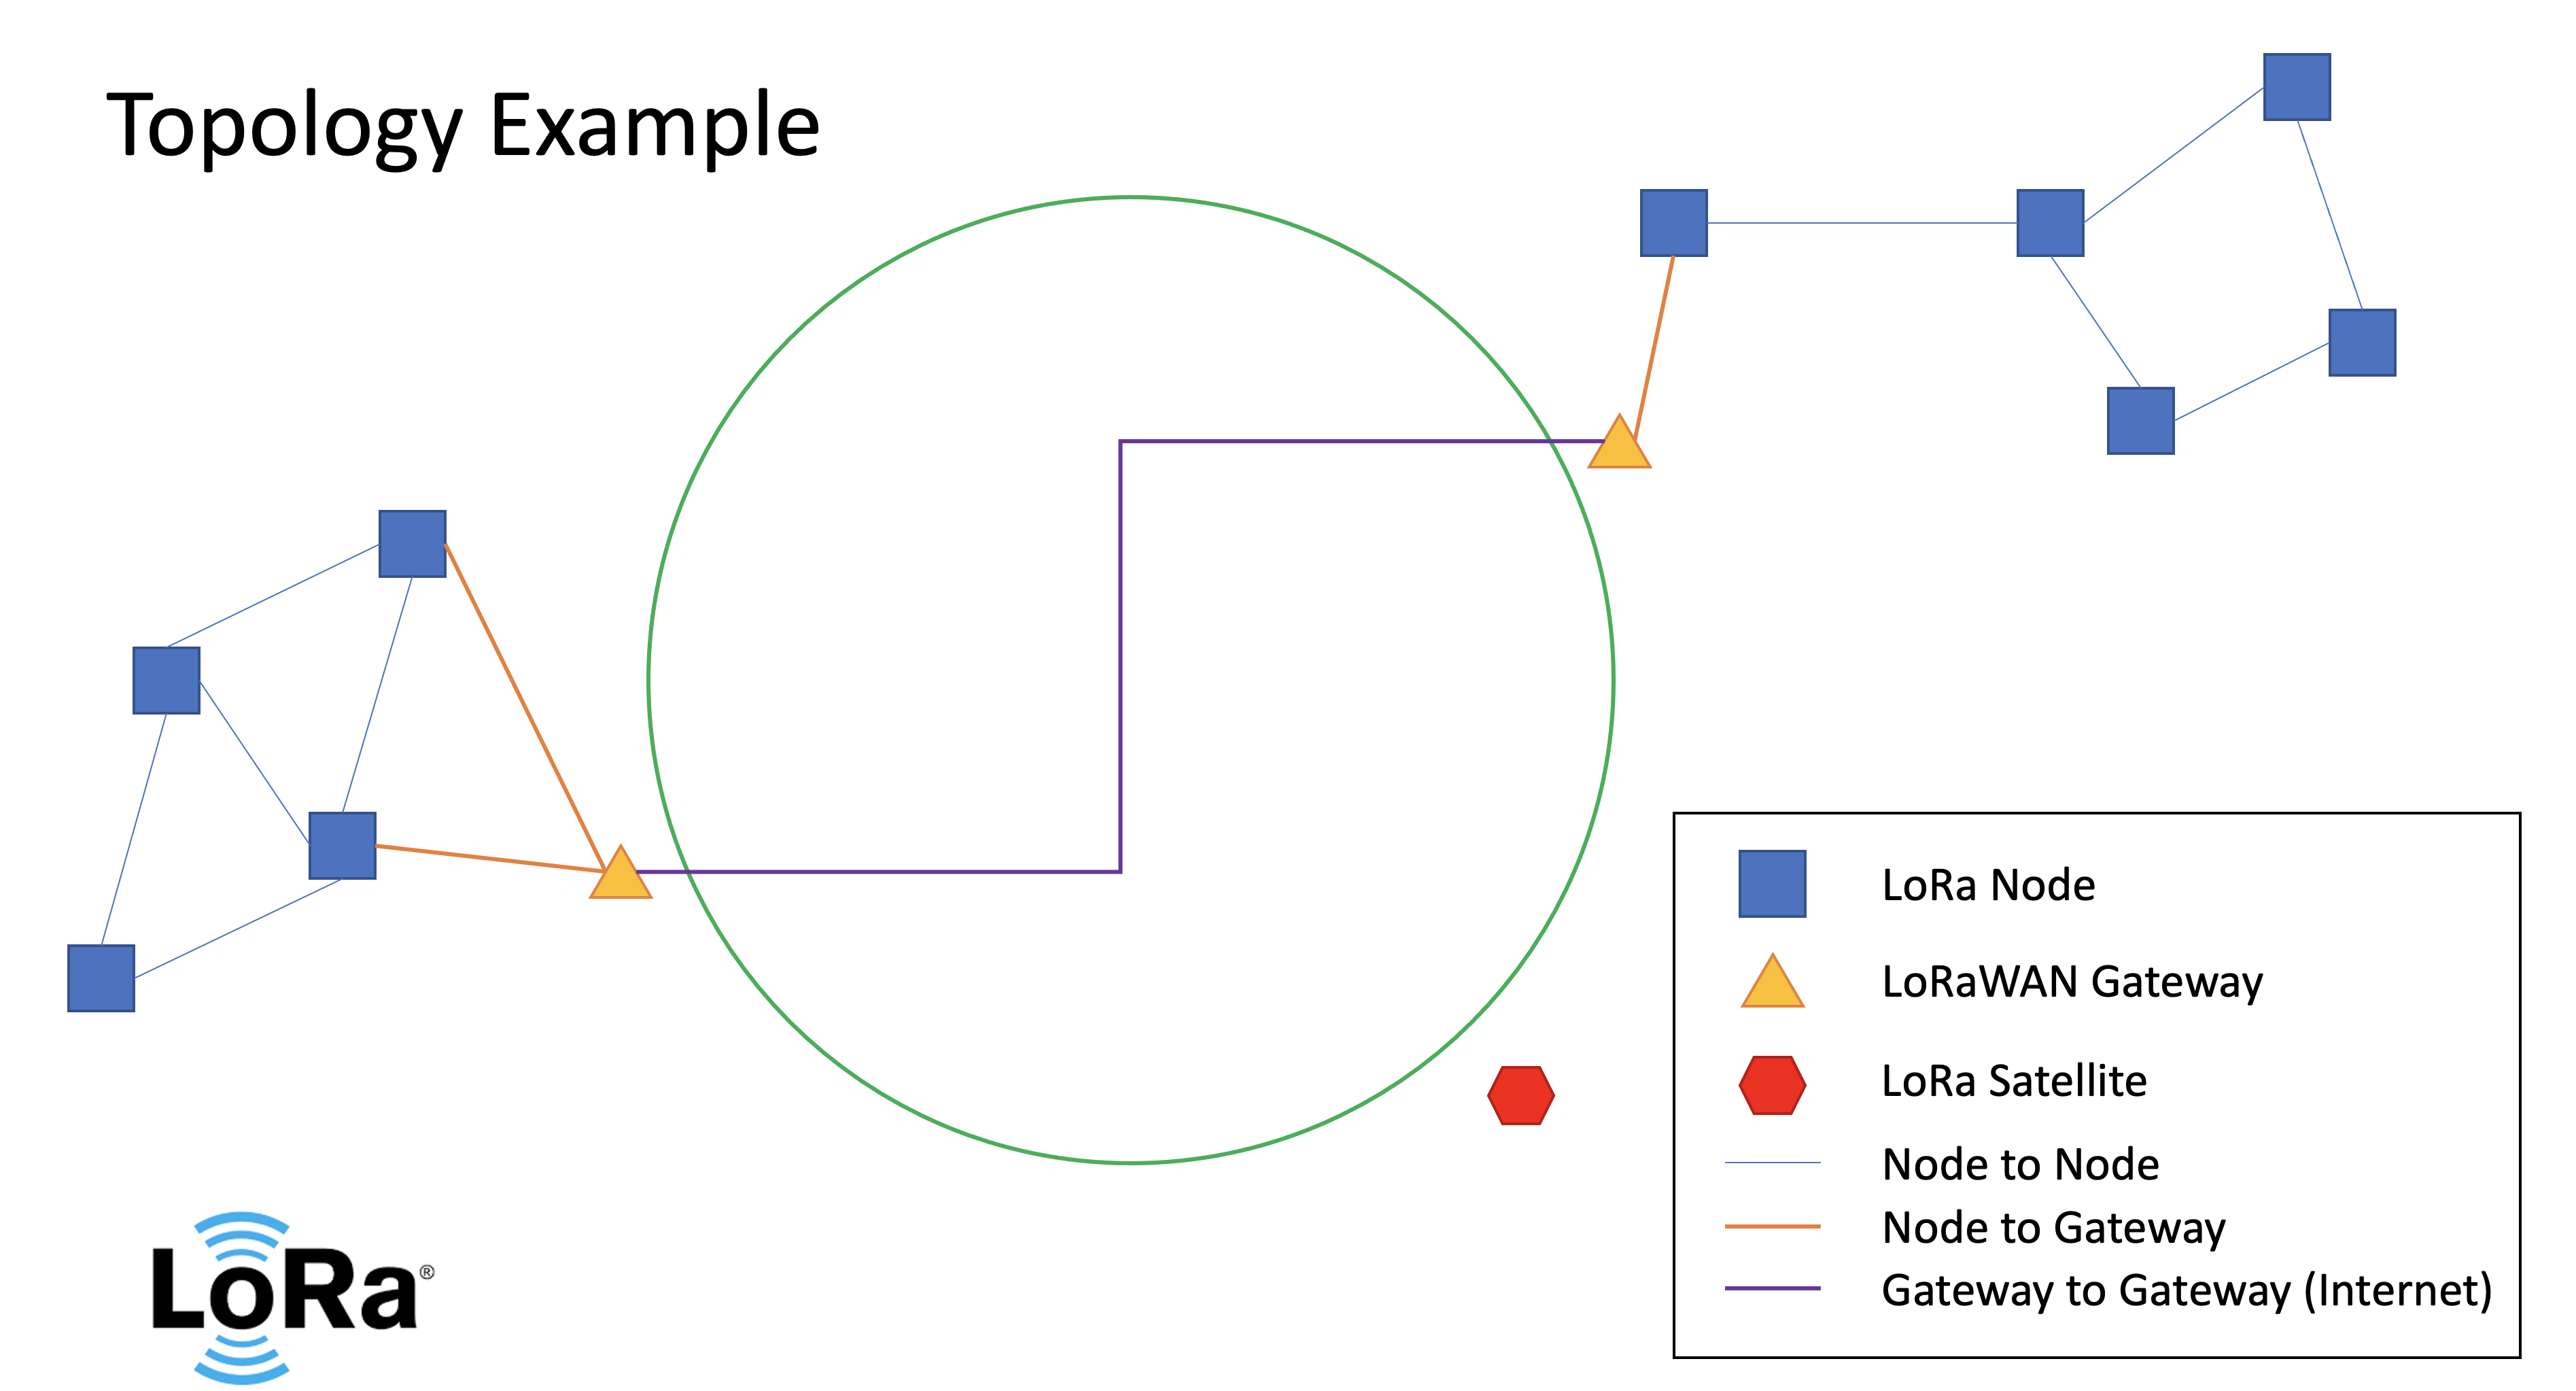 Topology Example
LoRa Node
LoRaWAN Gateway
LoRa Satellite
Node to Node
Node to Gateway
Gateway to Gateway (Internet)
LoRa®